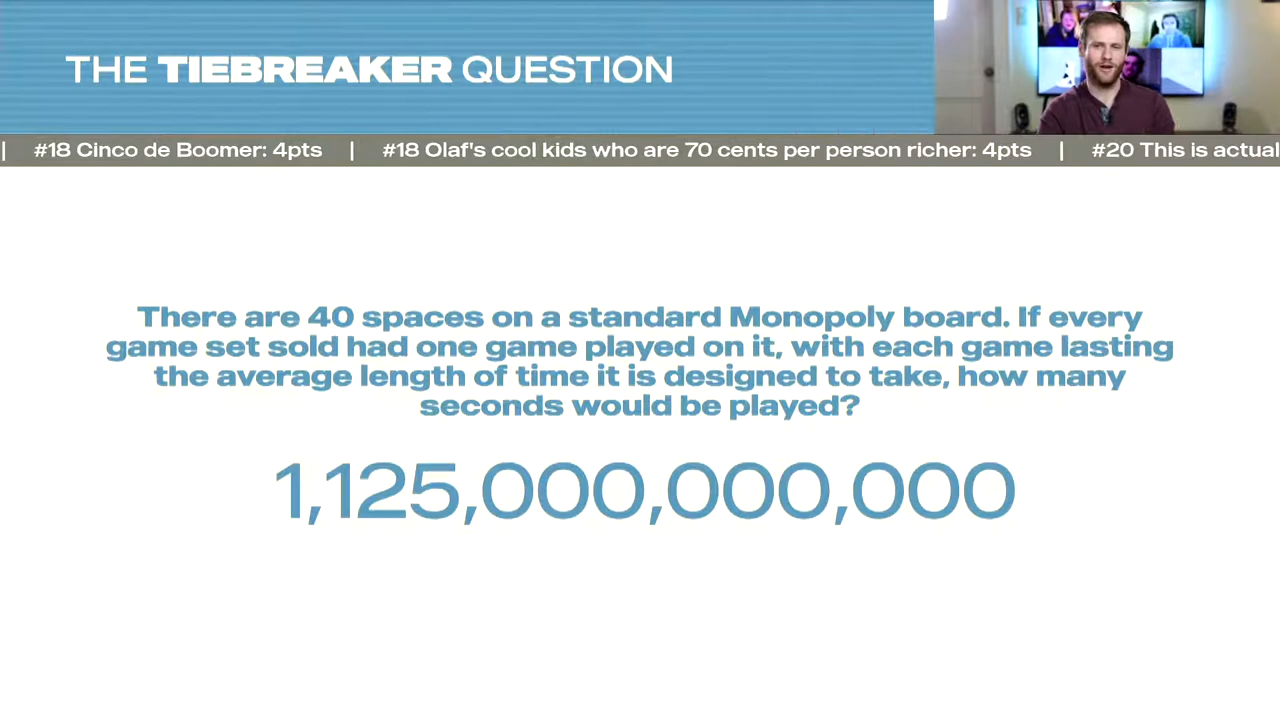 THE TIEBREAKER QUESTION
| #18 Cinco de Boomer: 4pts | #18 Olaf's cool kids who are 70 cents per person richer: 4pts | #20 This is actual
There are 40 spaces on a standard Monopoly board. If every
game set sold had one game played on it, with each game lasting
the average length of time it is designed to take, how many
seconds would be played?
1,125,000,000,000